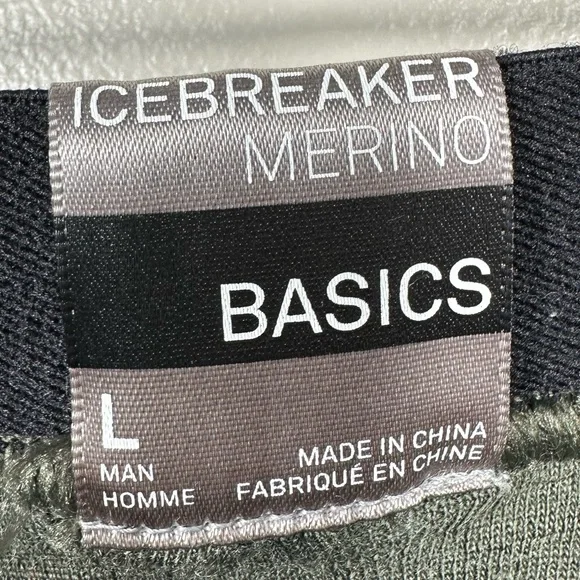 ICEBREAKER
MERINO
BASICS
L
MAN
HOMME
MADE IN CHINA
FABRIQUÉ EN CHINE